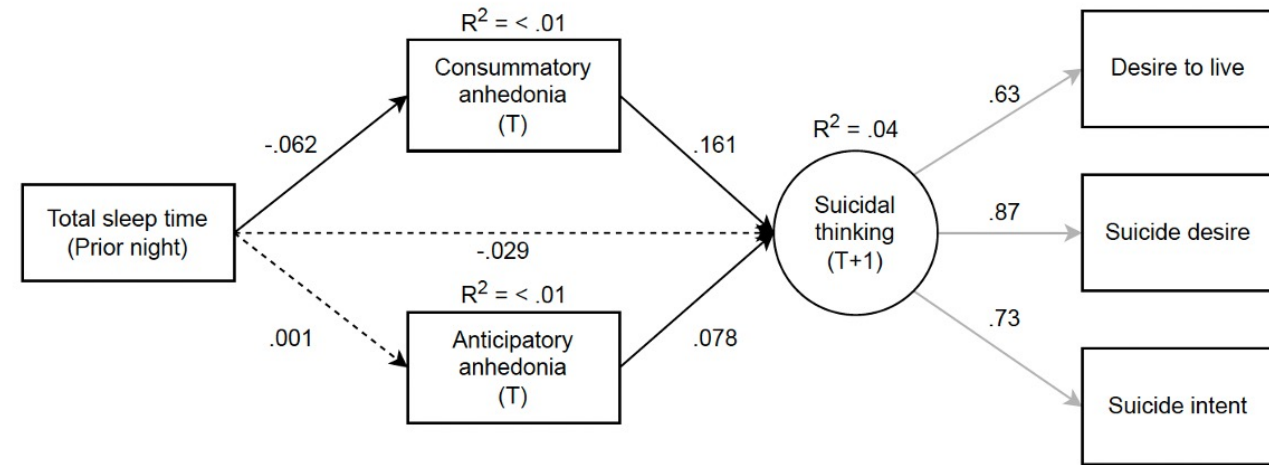 R² = < .01
Consummatory
anhedonia
(T)
Desire to live
.63
R² = .04
-.062
.161
Total sleep time
(Prior night)
-.029
Suicidal
thinking
(T+1)
.87
Suicide desire
R² = < .01
.001
Anticipatory
anhedonia
(T)
.078
.73
Suicide intent